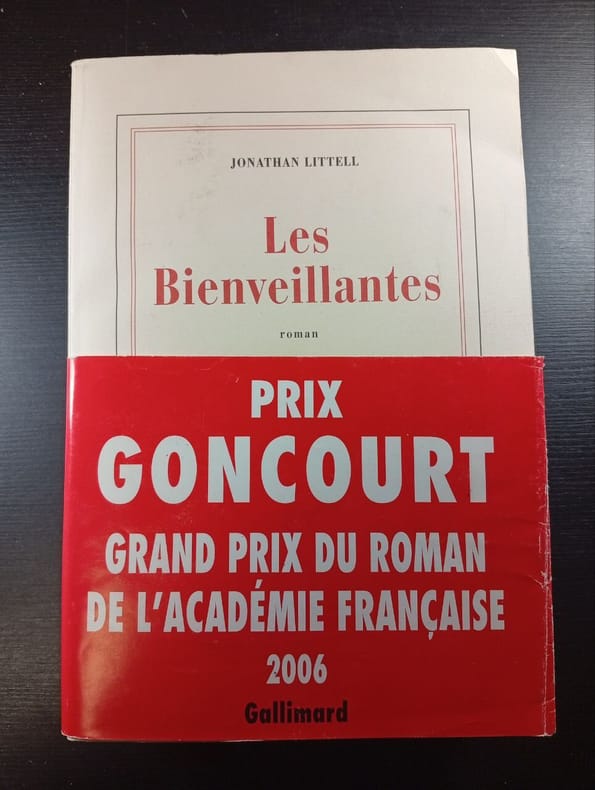 JONATHAN LITTELL
Les
Bienveillantes
roman
PRIX
GONCOURT
GRAND PRIX DU ROMAN
DE L'ACADÉMIE FRANÇAISE
2006
Gallimard